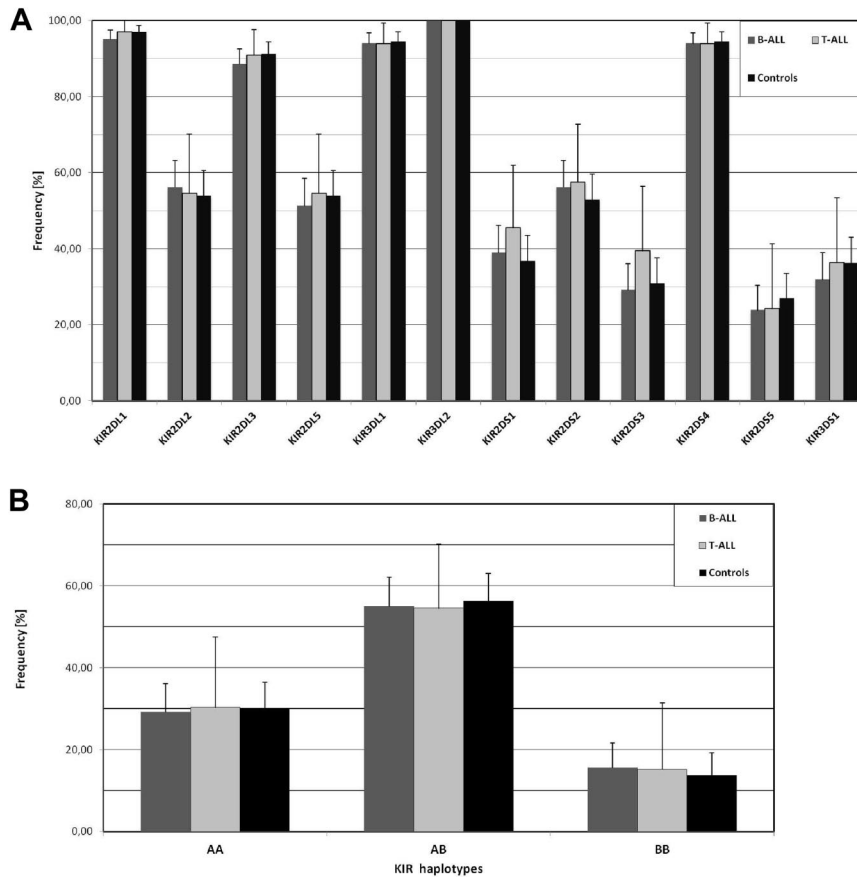 A
100,00
80,00
60,00
40,00
20,00
0,00
Frequency [%]
B-ALL
T-ALL
Controls
KIR2DL1
KIR2DL2
KIR2DL3
KIR2DL5
KIR3DL1
KIR3DL2
KIR2DS1
KIR2DS2
KIR2DS3
KIR2DS4
KIR2DS5
KIR3DS1
B
80,00
60,00
40,00
20,00
0,00
Frequency [%]
B-ALL
T-ALL
Controls
AA
AB
BB
KIR haplotypes